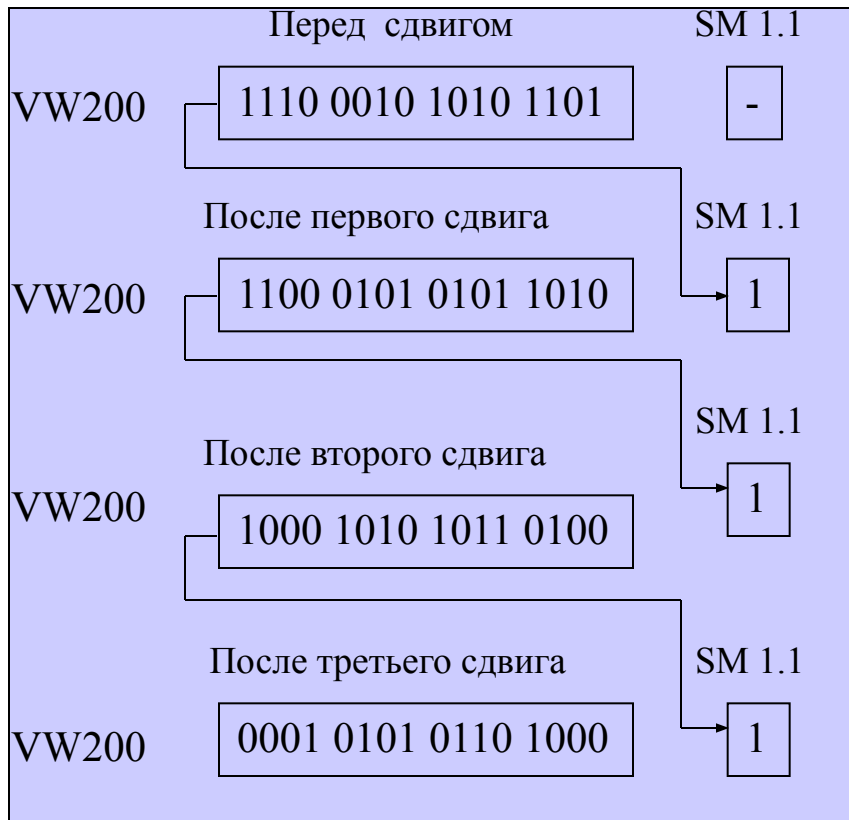 Перед сдвигом SM 1.1
VW200 1110 0010 1010 1101 -
После первого сдвига SM 1.1
VW200 1100 0101 0101 1010 1
SM 1.1
После второго сдвига
VW200 1000 1010 1011 0100 1
После третьего сдвига SM 1.1
VW200 0001 0101 0110 1000 1